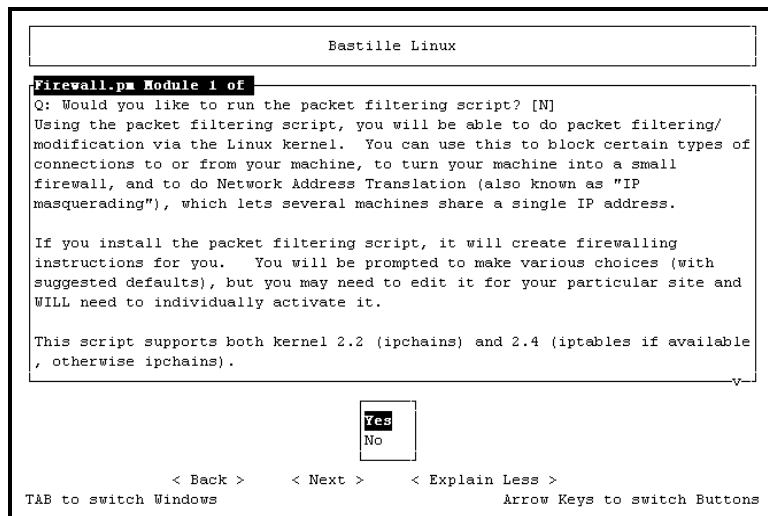 Bastille Linux
Firewall.pm Module 1 of
Q: Would you like to run the packet filtering script? [N]
Using the packet filtering script, you will be able to do packet filtering/
modification via the Linux kernel.  You can use this to block certain types of
connections to or from your machine, to turn your machine into a small
firewall, and to do Network Address Translation (also known as "IP
masquerading"), which lets several machines share a single IP address.
If you install the packet filtering script, it will create firewalling
instructions for you.  You will be prompted to make various choices (with
suggested defaults), but you may need to edit it for your particular site and
WILL need to individually activate it.
This script supports both kernel 2.2 (ipchains) and 2.4 (iptables if available
, otherwise ipchains).
Yes
No
< Back > < Next > < Explain Less >
TAB to switch Windows Arrow Keys to switch Buttons